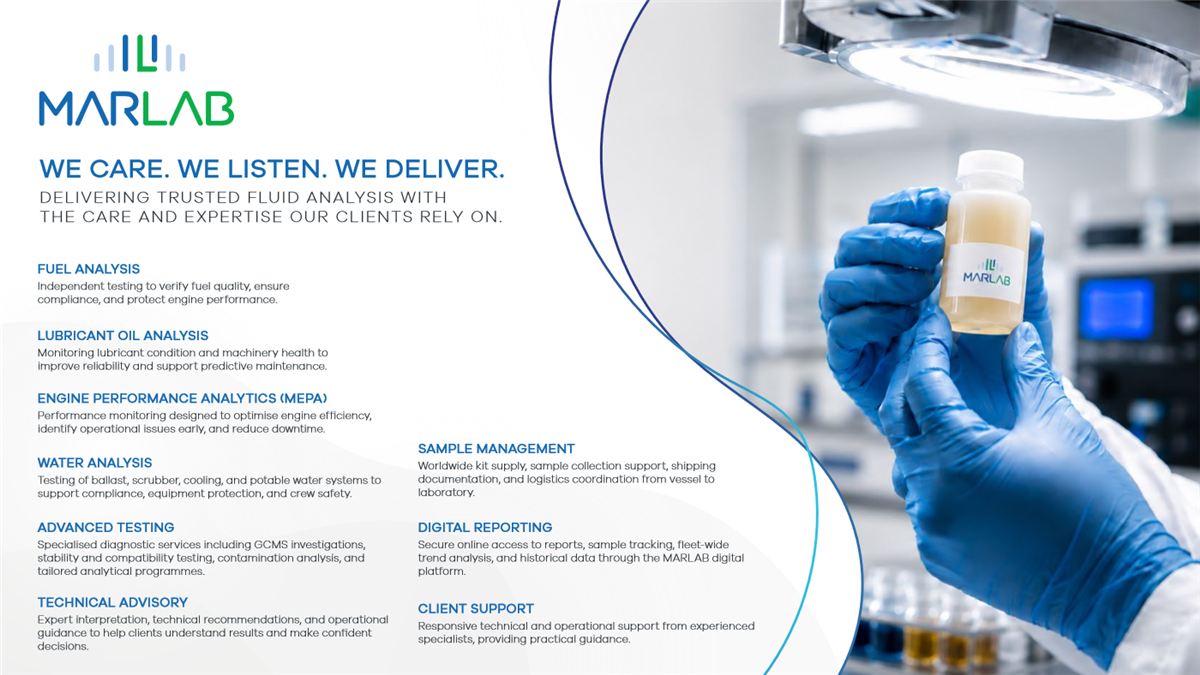 MARLAB
WE CARE. WE LISTEN. WE DELIVER.
DELIVERING TRUSTED FLUID ANALYSIS WITH
THE CARE AND EXPERTISE OUR CLIENTS RELY ON.
FUEL ANALYSIS
Independent testing to verify fuel quality, ensure
compliance, and protect engine performance.
LUBRICANT OIL ANALYSIS
Monitoring lubricant condition and machinery health to
improve reliability and support predictive maintenance.
ENGINE PERFORMANCE ANALYTICS (MEPA)
Performance monitoring designed to optimise engine efficiency,
identify operational issues early, and reduce downtime.
WATER ANALYSIS
Testing of ballast, scrubber, cooling, and potable water systems to
support compliance, equipment protection, and crew safety.
ADVANCED TESTING
Specialised diagnostic services including GCMS investigations,
stability and compatibility testing, contamination analysis, and
tailored analytical programmes.
TECHNICAL ADVISORY
Expert interpretation, technical recommendations, and operational
guidance to help clients understand results and make confident
decisions.
SAMPLE MANAGEMENT
Worldwide kit supply, sample collection support, shipping
documentation, and logistics coordination from vessel to
laboratory.
DIGITAL REPORTING
Secure online access to reports, sample tracking, fleet-wide
trend analysis, and historical data through the MARLAB digital
platform.
CLIENT SUPPORT
Responsive technical and operational support from experienced
specialists, providing practical guidance.
MARLAB